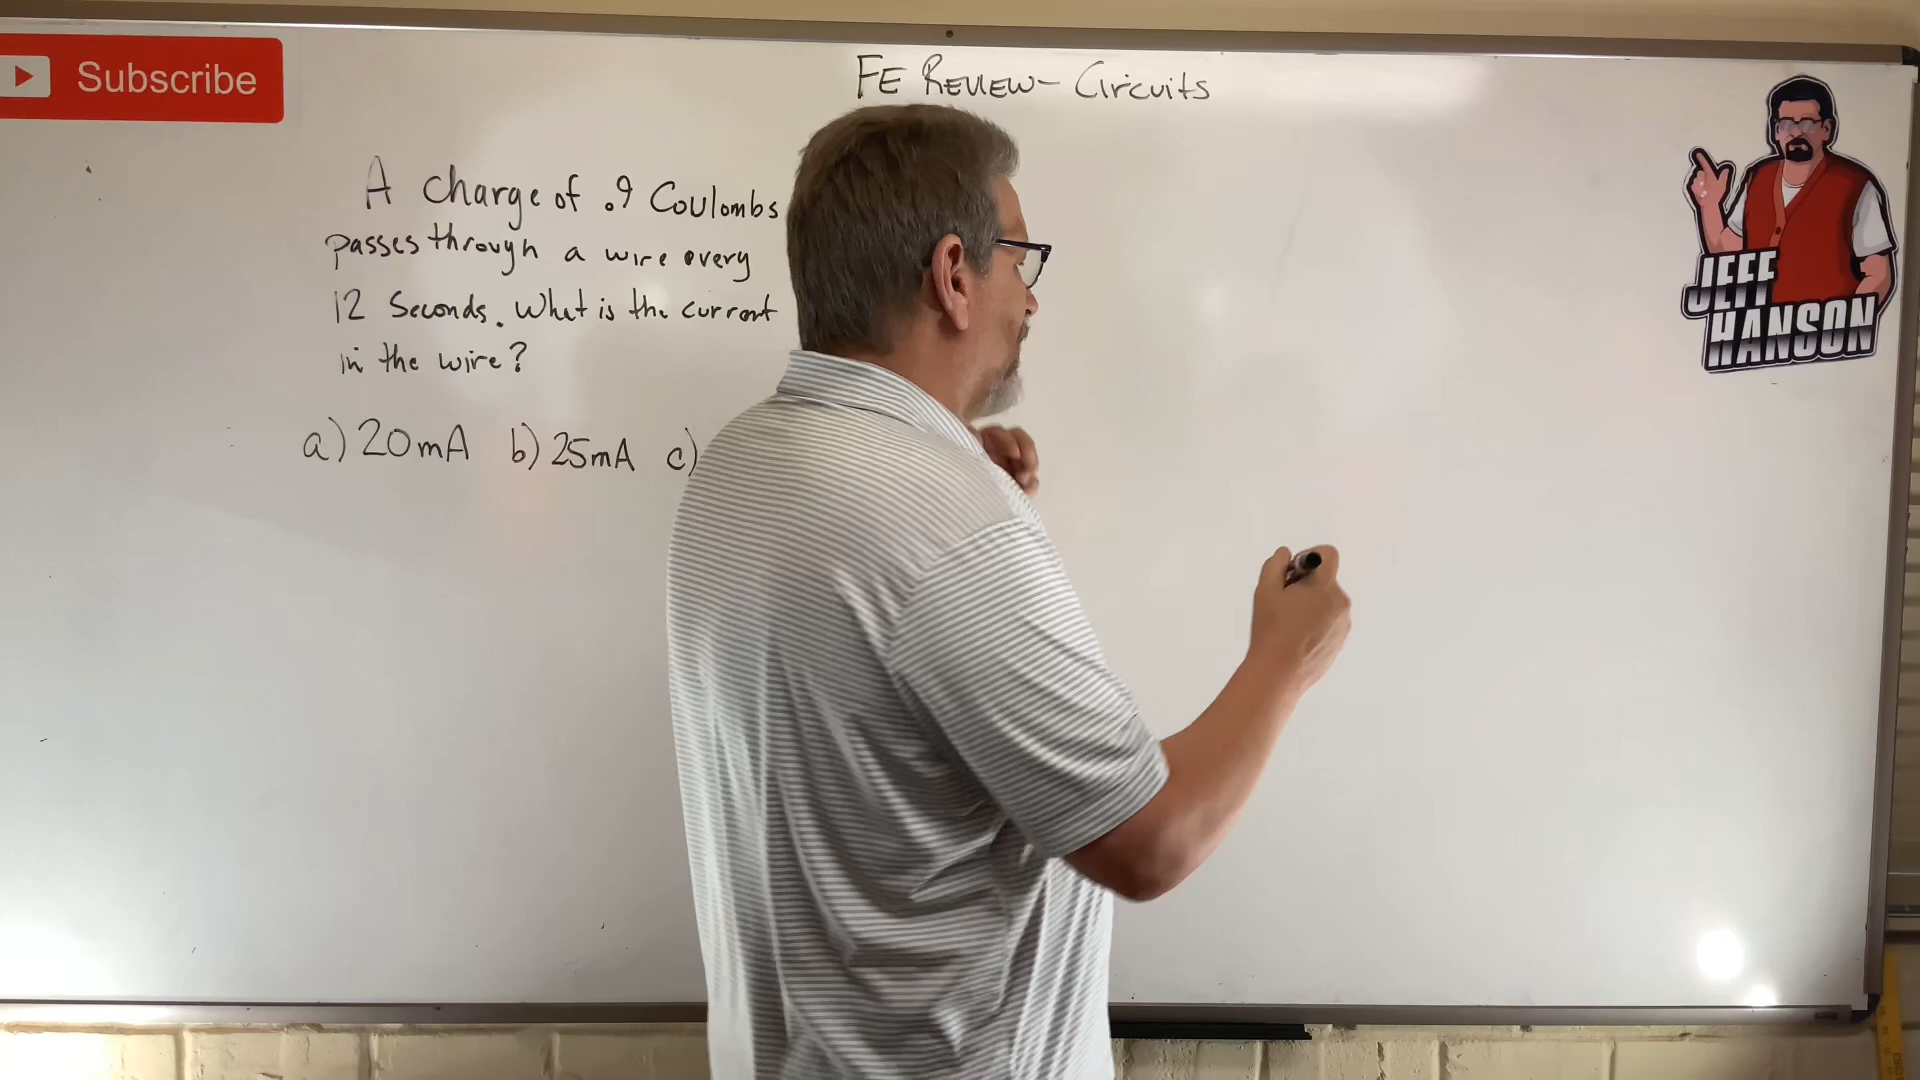 Subscribe
FE REVIEW- Circuits
A charge of .9 Coulombs
passes through a wire every
12 Seconds. What is the current
in the wire?
a) 20mA b) 25mA c)
JEFF
HANSON